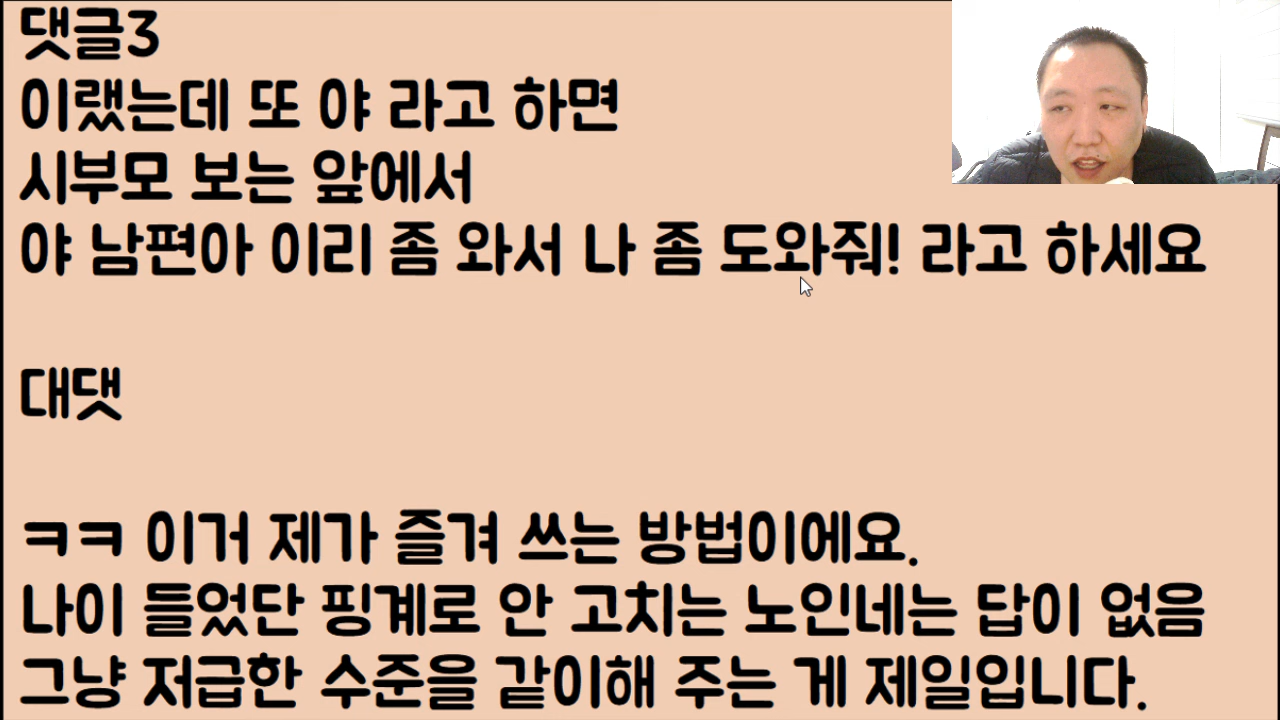 댓글3
이랬는데 또 야 라고 하면
시부모 보는 앞에서
야 남편아 이리 좀 와서 나 좀 도와줘! 라고 하세요
대댓
ㅋㅋ 이거 제가 즐겨 쓰는 방법이에요.
나이 들었단 핑계로 안 고치는 노인네는 답이 없음
그냥 저급한 수준을 같이해 주는 게 제일입니다.